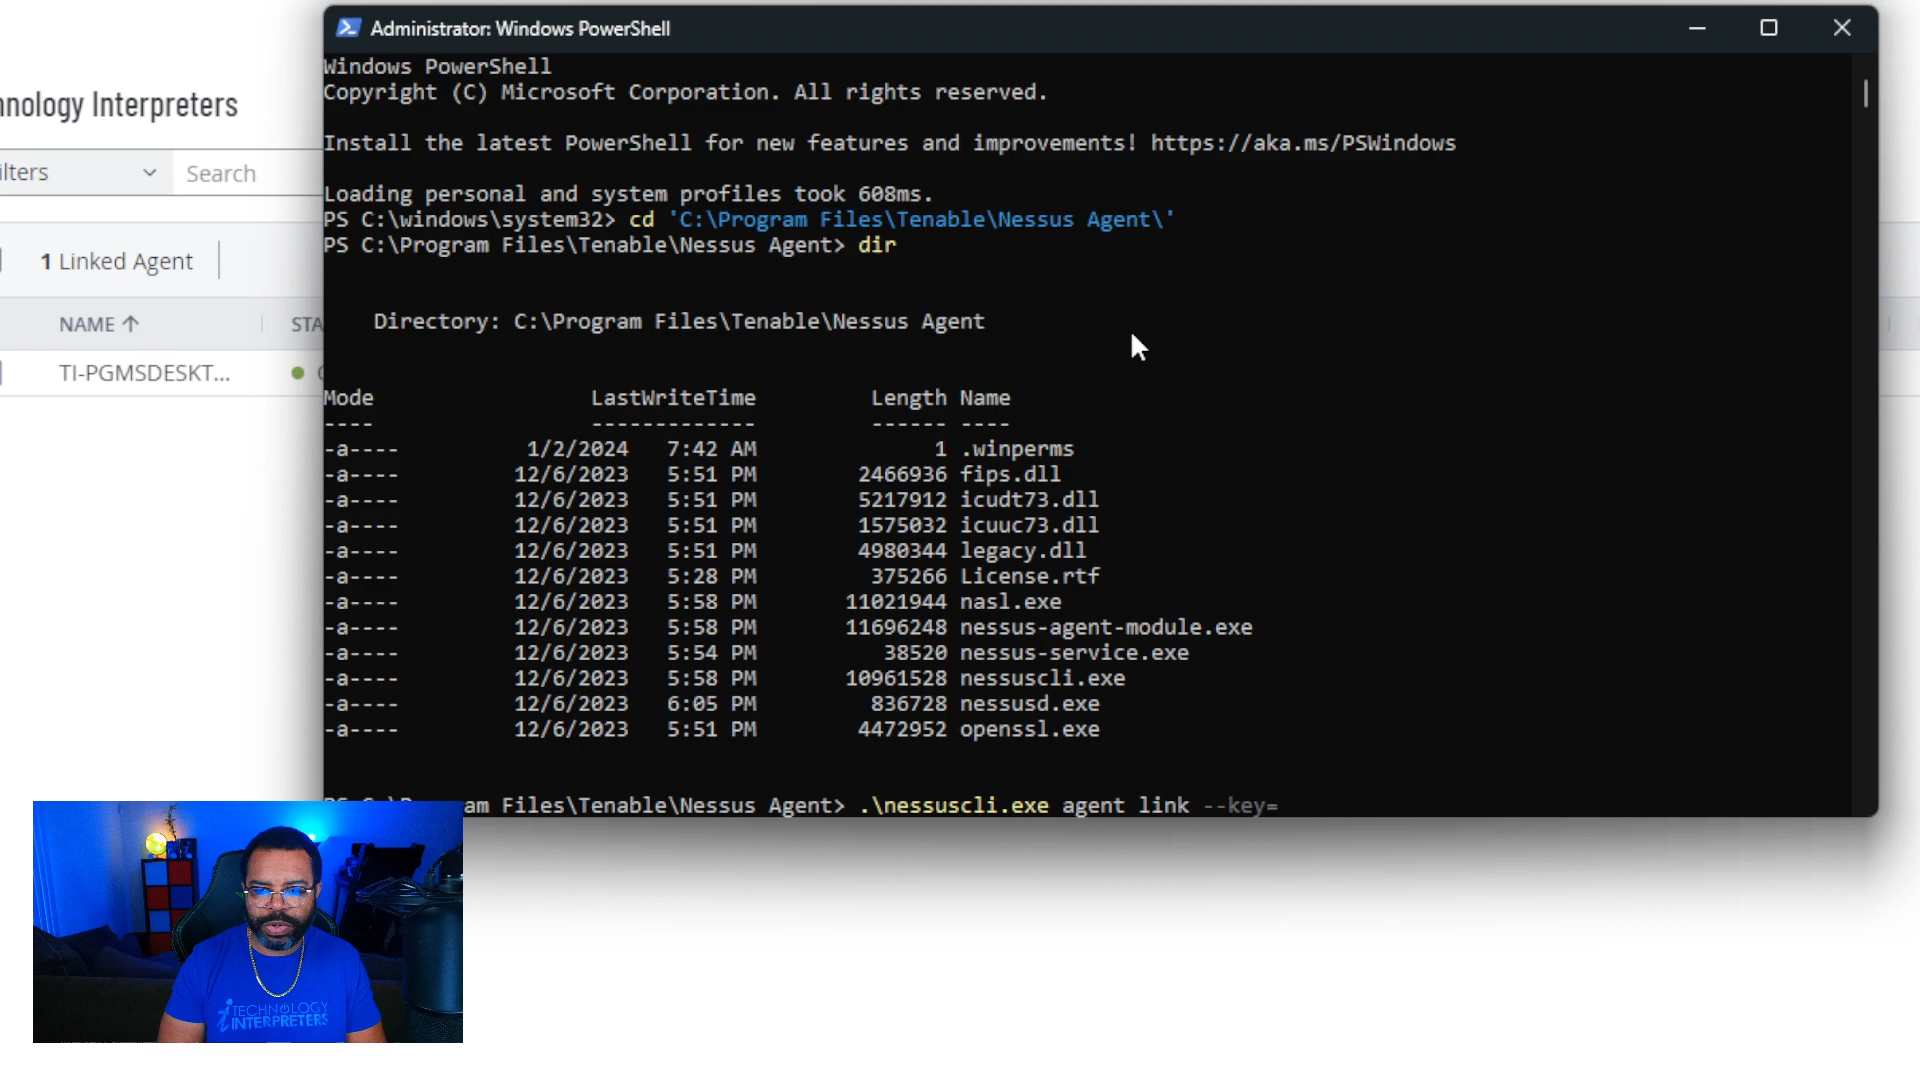 Administrator: Windows PowerShell
Windows PowerShell
Copyright (C) Microsoft Corporation. All rights reserved.
Install the latest PowerShell for new features and improvements! https://aka.ms/PSWindows
Loading personal and system profiles took 608ms.
PS C:\windows\system32> cd 'C:\Program Files\Tenable\Nessus Agent\'
PS C:\Program Files\Tenable\Nessus Agent> dir
Directory: C:\Program Files\Tenable\Nessus Agent
Mode LastWriteTime Length Name
---- ------------- ------ ----
-a---- 1/2/2024 7:42 AM 1 .winperms
-a---- 12/6/2023 5:51 PM 2466936 fips.dll
-a---- 12/6/2023 5:51 PM 5217912 icudt73.dll
-a---- 12/6/2023 5:51 PM 1575032 icuuc73.dll
-a---- 12/6/2023 5:51 PM 4980344 legacy.dll
-a---- 12/6/2023 5:28 PM 375266 License.rtf
-a---- 12/6/2023 5:58 PM 11021944 nasl.exe
-a---- 12/6/2023 5:58 PM 11696248 nessus-agent-module.exe
-a---- 12/6/2023 5:54 PM 38520 nessus-service.exe
-a---- 12/6/2023 5:58 PM 10961528 nessuscli.exe
-a---- 12/6/2023 6:05 PM 836728 nessusd.exe
-a---- 12/6/2023 5:51 PM 4472952 openssl.exe
am Files\Tenable\Nessus Agent> .\nessuscli.exe agent link --key=
nology Interpreters
ilters
Search
1 Linked Agent
NAME STA
TI-PGMSDESKT...
TECHNOLOGY
INTERPRETERS